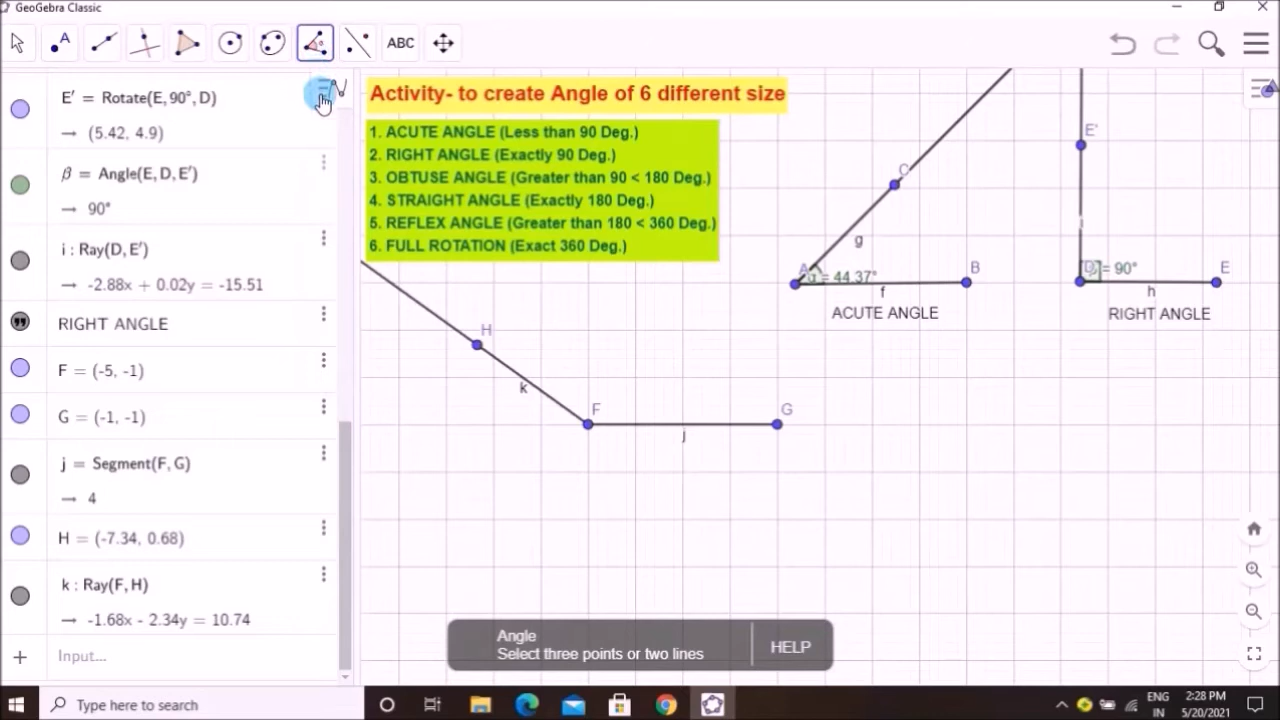 GeoGebra Classic
ABC
E' = Rotate(E, 90°, D)
→ (5.42, 4.9)
β = Angle(E, D, E')
→ 90°
i : Ray(D, E')
→ -2.88x + 0.02y = -15.51
RIGHT ANGLE
F = (-5, -1)
G = (-1, -1)
j = Segment(F, G)
→ 4
H = (-7.34, 0.68)
k : Ray(F, H)
→ -1.68x - 2.34y = 10.74
Input...
Activity- to create Angle of 6 different size
1. ACUTE ANGLE (Less than 90 Deg.)
2. RIGHT ANGLE (Exactly 90 Deg.)
3. OBTUSE ANGLE (Greater than 90 < 180 Deg.)
4. STRAIGHT ANGLE (Exactly 180 Deg.)
5. REFLEX ANGLE (Greater than 180 < 360 Deg.)
6. FULL ROTATION (Exact 360 Deg.)
C
g
A
α = 44.37°
B
f
ACUTE ANGLE
E'
i
D
= 90°
E
h
RIGHT ANGLE
H
k
F
G
j
Angle
Select three points or two lines
HELP
Type here to search
ENG
IN
2:28 PM
5/20/2021